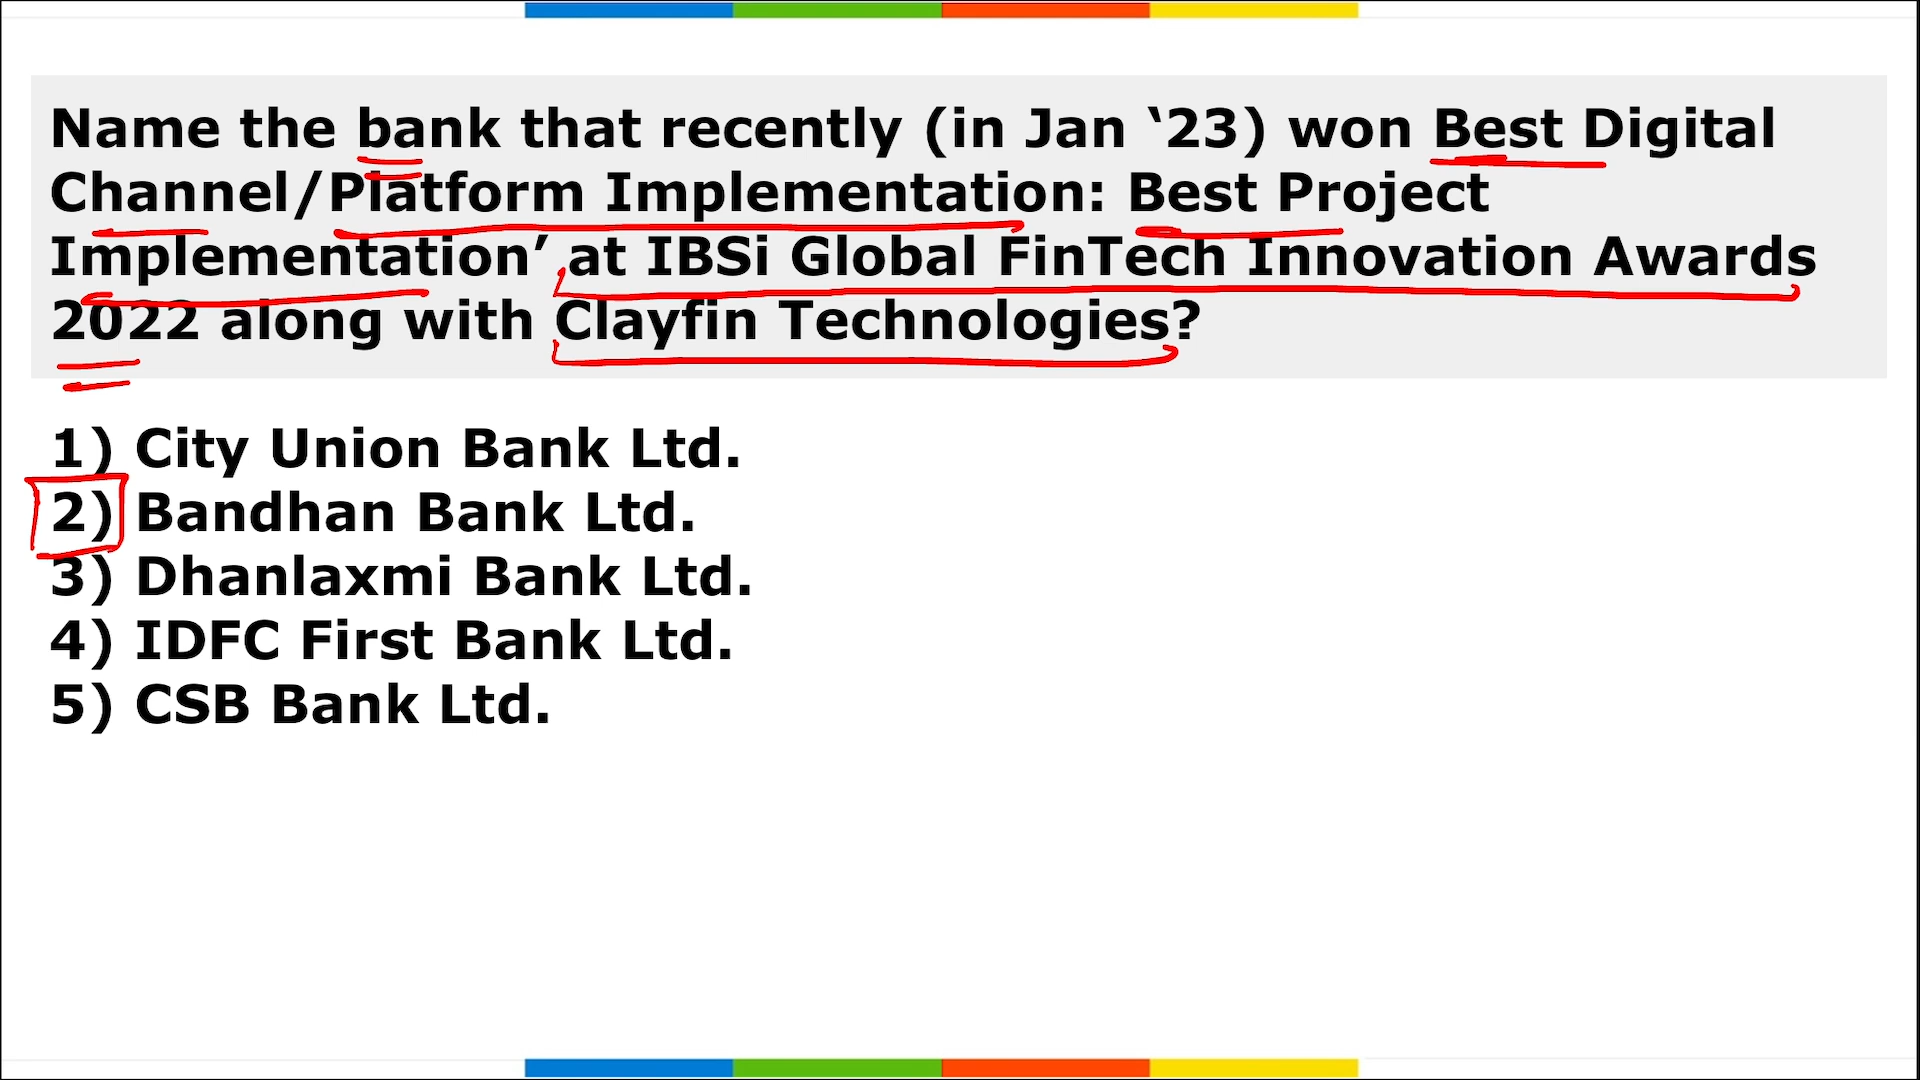 Name the bank that recently (in Jan ‘23) won Best Digital
Channel/Platform Implementation: Best Project
Implementation’ at IBSi Global FinTech Innovation Awards
2022 along with Clayfin Technologies?
1) City Union Bank Ltd.
2) Bandhan Bank Ltd.
3) Dhanlaxmi Bank Ltd.
4) IDFC First Bank Ltd.
5) CSB Bank Ltd.